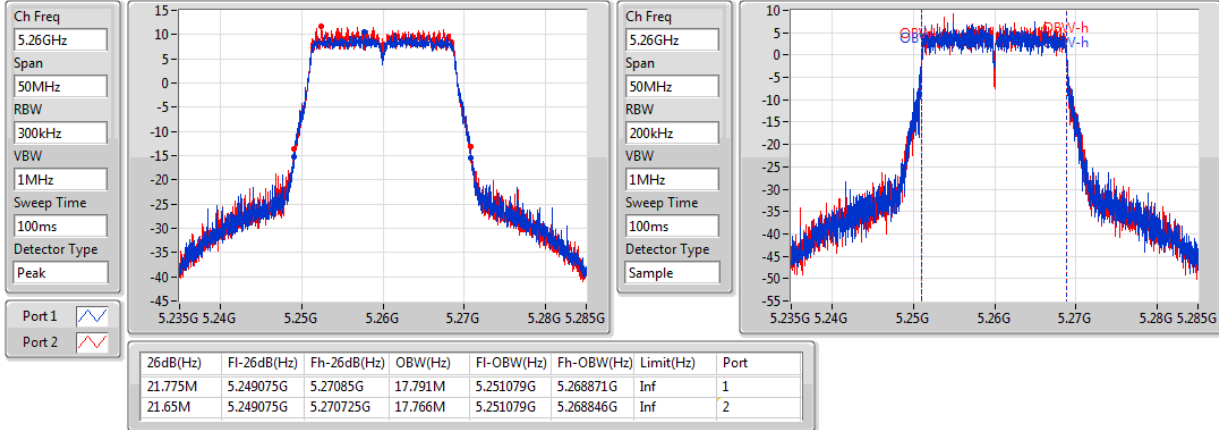 Ch Freq
5.26GHz
Span
50MHz
RBW
300kHz
VBW
1MHz
Sweep Time
100ms
Detector Type
Peak
Port 1
Port 2
15
10
5
0
-5
-10
-15
-20
-25
-30
-35
-40
-45
5.235G 5.24G 5.25G 5.26G 5.27G 5.28G 5.285G
Ch Freq
5.26GHz
Span
50MHz
RBW
200kHz
VBW
1MHz
Sweep Time
100ms
Detector Type
Sample
10
5
0
-5
-10
-15
-20
-25
-30
-35
-40
-45
-50
-55
OBW-h
5.235G 5.24G 5.25G 5.26G 5.27G 5.28G 5.285G
26dB(Hz) Fl-26dB(Hz) Fh-26dB(Hz) OBW(Hz) Fl-OBW(Hz) Fh-OBW(Hz) Limit(Hz) Port
21.775M 5.249075G 5.27085G 17.791M 5.251079G 5.268871G Inf 1
21.65M 5.249075G 5.270725G 17.766M 5.251079G 5.268846G Inf 2